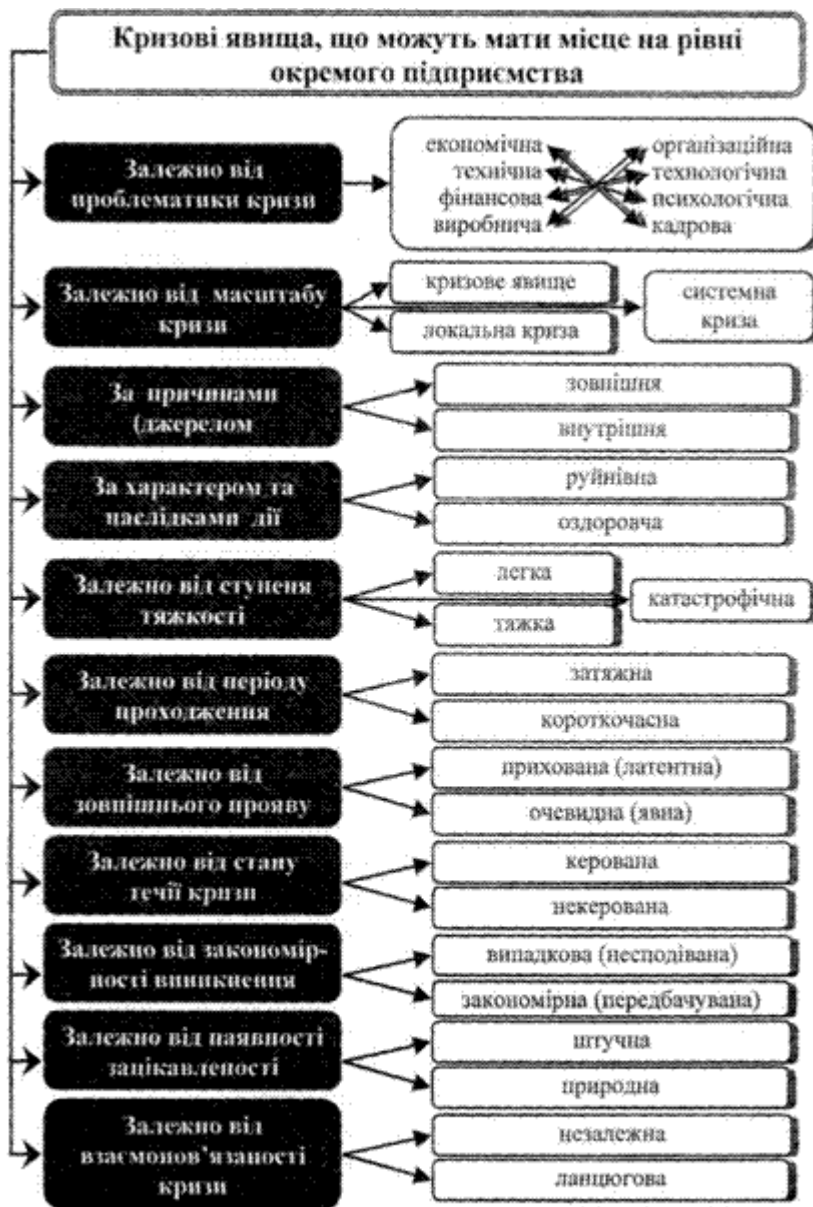 Кризові явища, що можуть мати місце на рівні
окремого підприємства
Залежно від
проблематики кризи
економічна
технічна
фінансова
виробнича
організаційна
технологічна
психологічна
кадрова
Залежно від масштабу
кризи
кризове явище
локальна криза
системна
криза
За причинами
(джерелом
зовнішня
внутрішня
За характером та
наслідками дії
руйнівна
оздоровча
Залежно від ступеня
тяжкості
легка
тяжка
катастрофічна
Залежно від періоду
проходження
затяжна
короткочасна
Залежно від
зовнішнього прояву
прихована (латентна)
очевидна (явна)
Залежно від стану
течії кризи
керована
некерована
Залежно від закономір-
ності виникнення
випадкова (несподівана)
закономірна (передбачувана)
Залежно від наявності
зацікавленості
штучна
природна
Залежно від
взаємопов’язаності
кризи
незалежна
ланцюгова